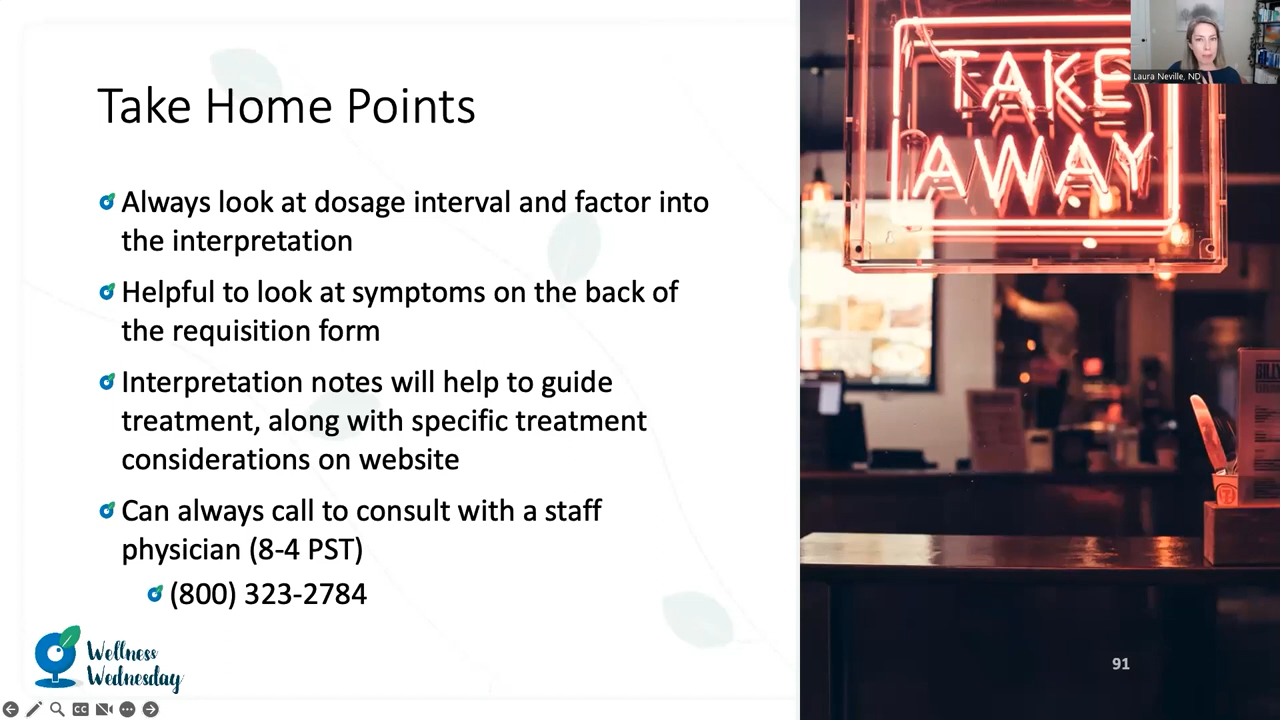 Take Home Points
Always look at dosage interval and factor into
the interpretation
Helpful to look at symptoms on the back of
the requisition form
Interpretation notes will help to guide
treatment, along with specific treatment
considerations on website
Can always call to consult with a staff
physician (8-4 PST)
(800) 323-2784
Wellness
Wednesday
CC
TAKE
AWAY
Laura Neville, ND
91